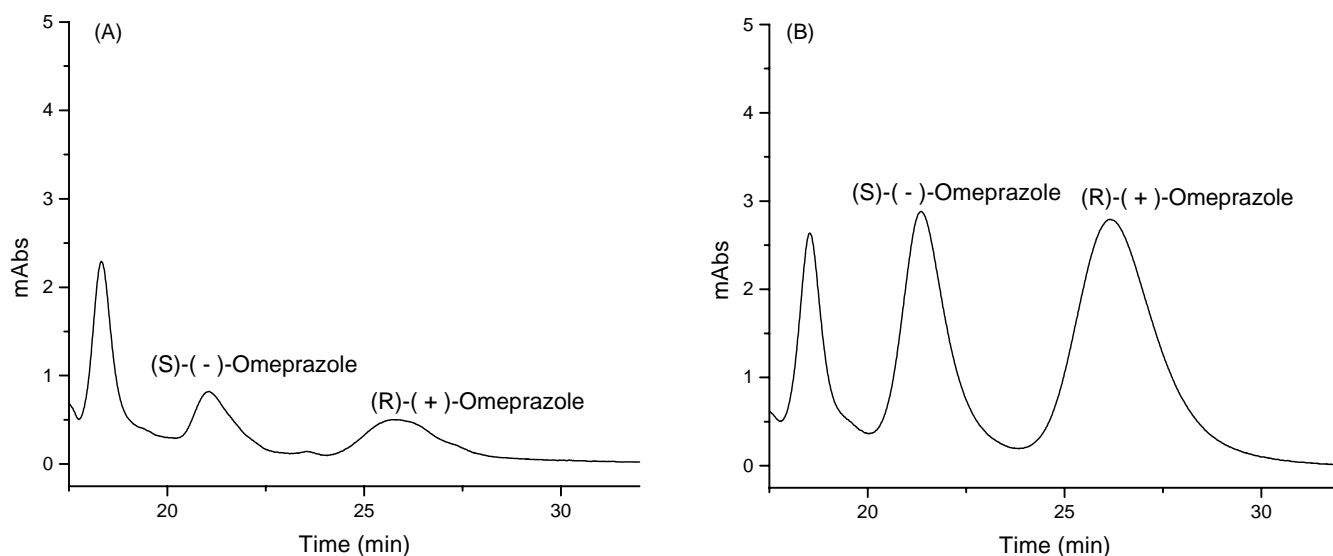 (A)
5
4
3
2
1
0
mAbs
(S)-( - )-Omeprazole
(R)-( + )-Omeprazole
20
25
30
Time (min)
(B)
5
4
3
2
1
0
mAbs
(S)-( - )-Omeprazole
(R)-( + )-Omeprazole
20
25
30
Time (min)